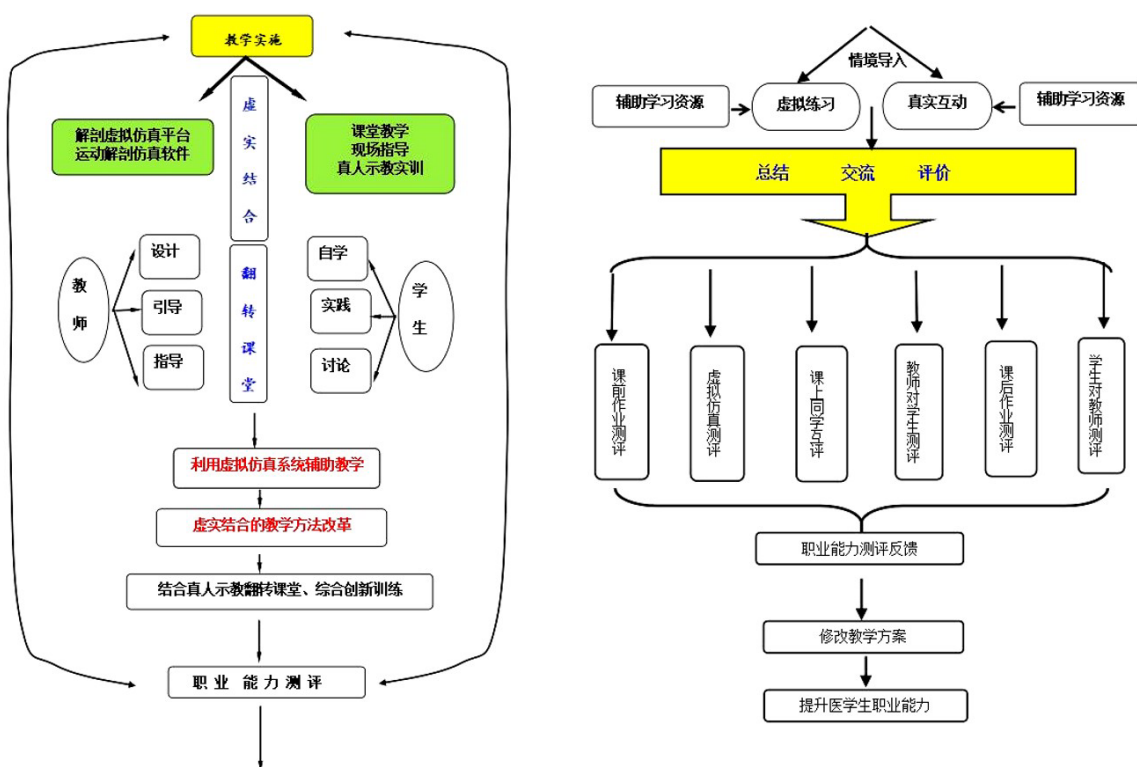 教学实施
虚实结合
解剖虚拟仿真平台
运动解剖仿真软件
课堂教学
现场指导
真人示教实训
翻转课堂
教师
设计
引导
指导
自学
实践
讨论
学生
利用虚拟仿真系统辅助教学
虚实结合的教学方法改革
结合真人示教翻转课堂、综合创新训练
职业 能力测评
情境导入
辅助学习资源
虚拟练习
真实互动
辅助学习资源
总结 交流 评价
课前作业测评
虚拟仿真测评
课上同学互评
教师对学生测评
课后作业测评
学生对教师测评
职业能力测评反馈
修改教学方案
提升医学生职业能力